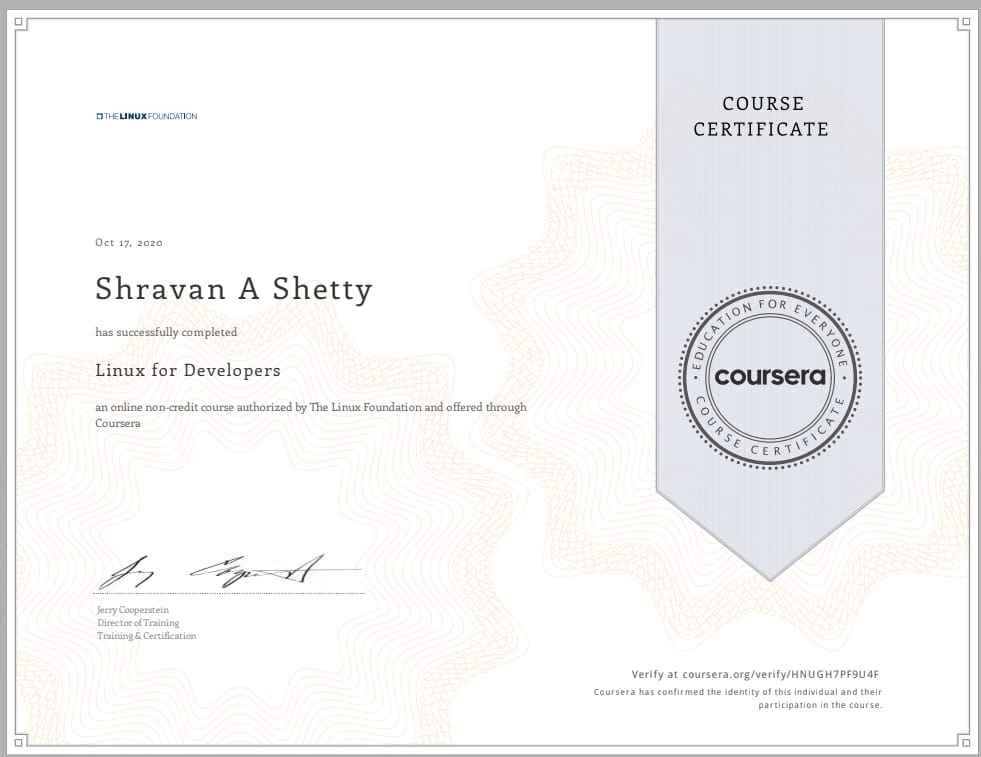 THE LINUX FOUNDATION
COURSE
CERTIFICATE
Oct 17, 2020
Shravan A Shetty
has successfully completed
Linux for Developers
an online non-credit course authorized by The Linux Foundation and offered through
Coursera
EDUCATION FOR EVERYONE
coursera
COURSE CERTIFICATE
Jerry Cooperstein
Director of Training
Training & Certification
Verify at coursera.org/verify/HNUGH7PF9U4F
Coursera has confirmed the identity of this individual and their
participation in the course.